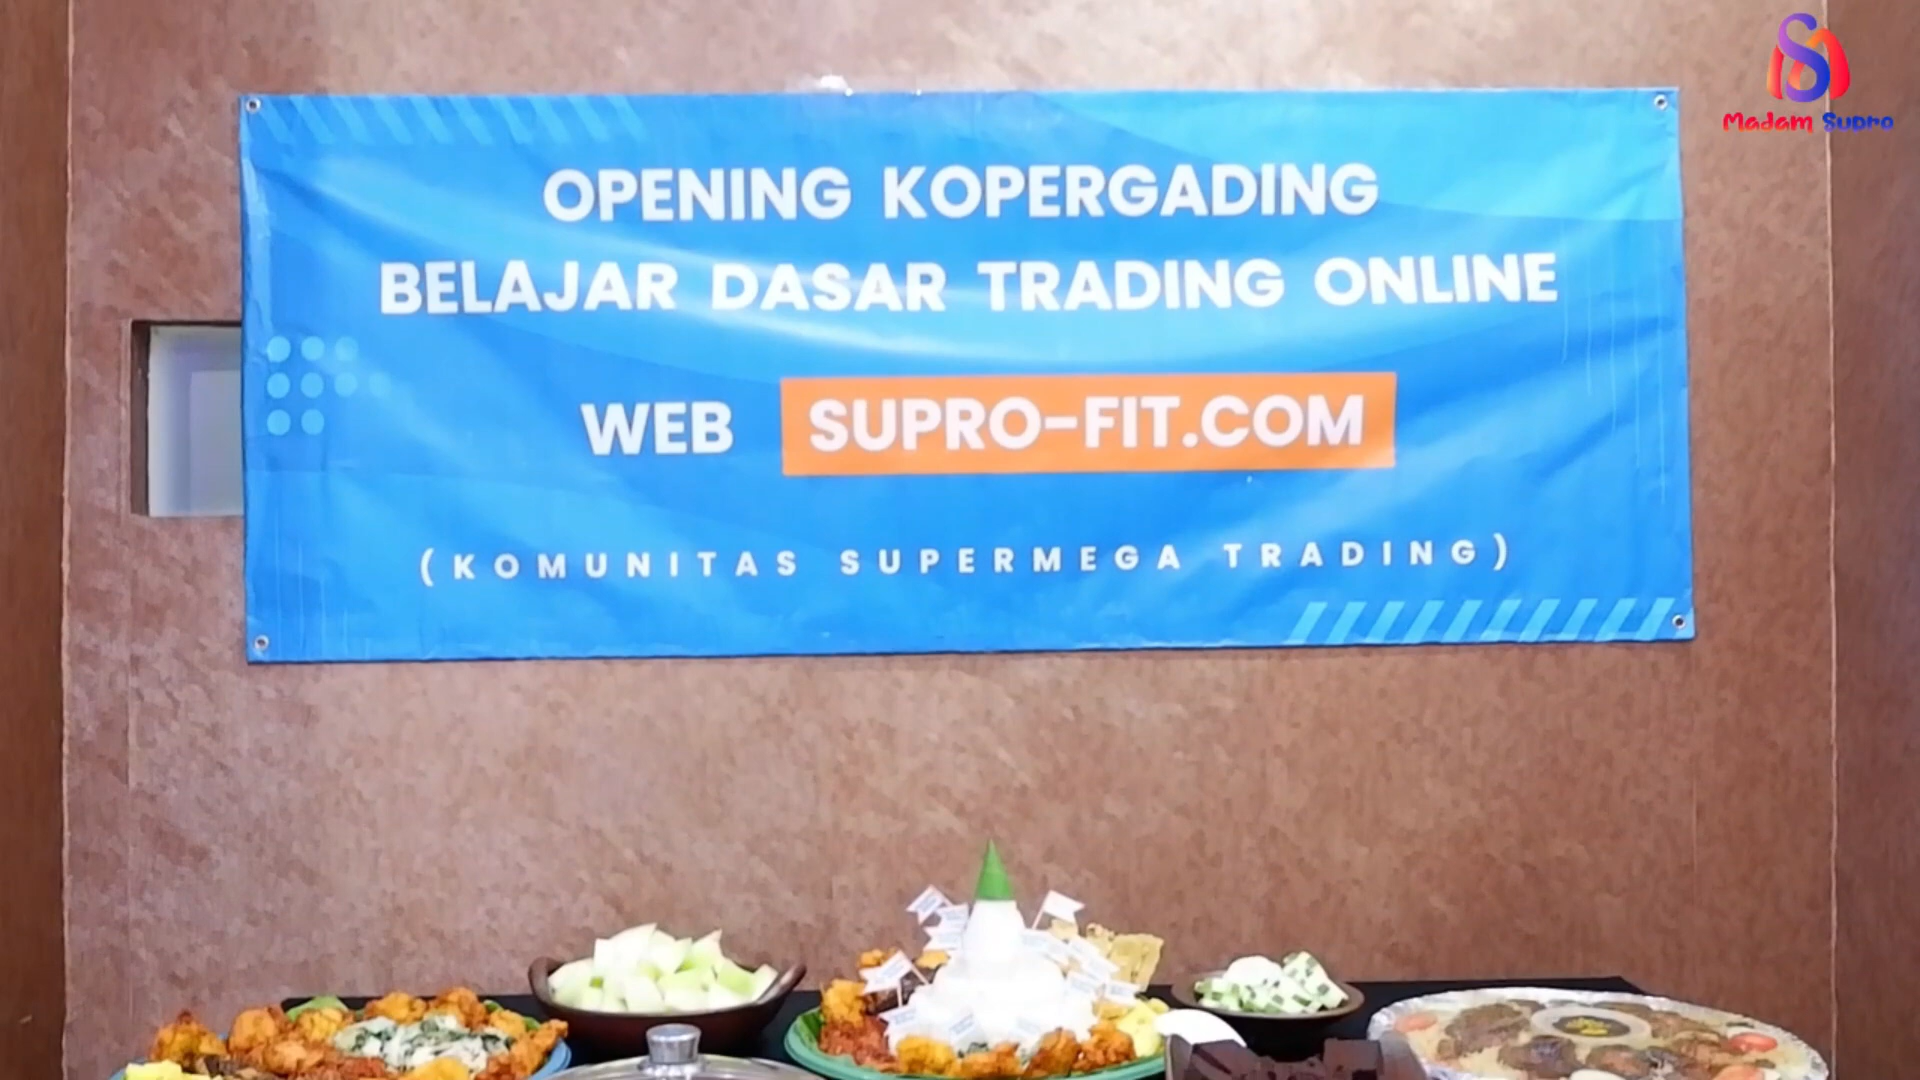 Madam Supro
OPENING KOPERGADING
BELAJAR DASAR TRADING ONLINE
WEB SUPRO-FIT.COM
(KOMUNITAS SUPERMEGA TRADING)